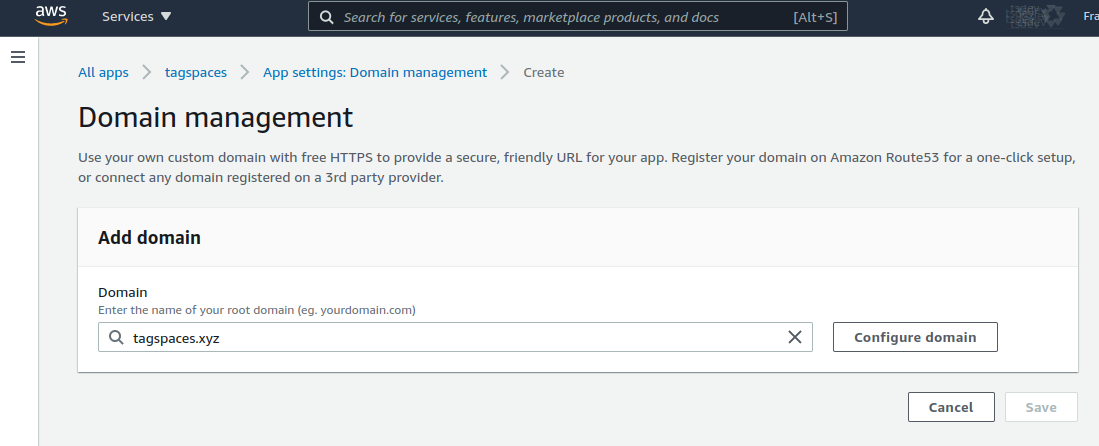 aws Services Search for services, features, marketplace products, and docs [Alt+S]
All apps tagspaces App settings: Domain management Create
Domain management
Use your own custom domain with free HTTPS to provide a secure, friendly URL for your app. Register your domain on Amazon Route53 for a one-click setup,
or connect any domain registered on a 3rd party provider.
Add domain
Domain
Enter the name of your root domain (eg. yourdomain.com)
tagspaces.xyz Configure domain
Cancel Save